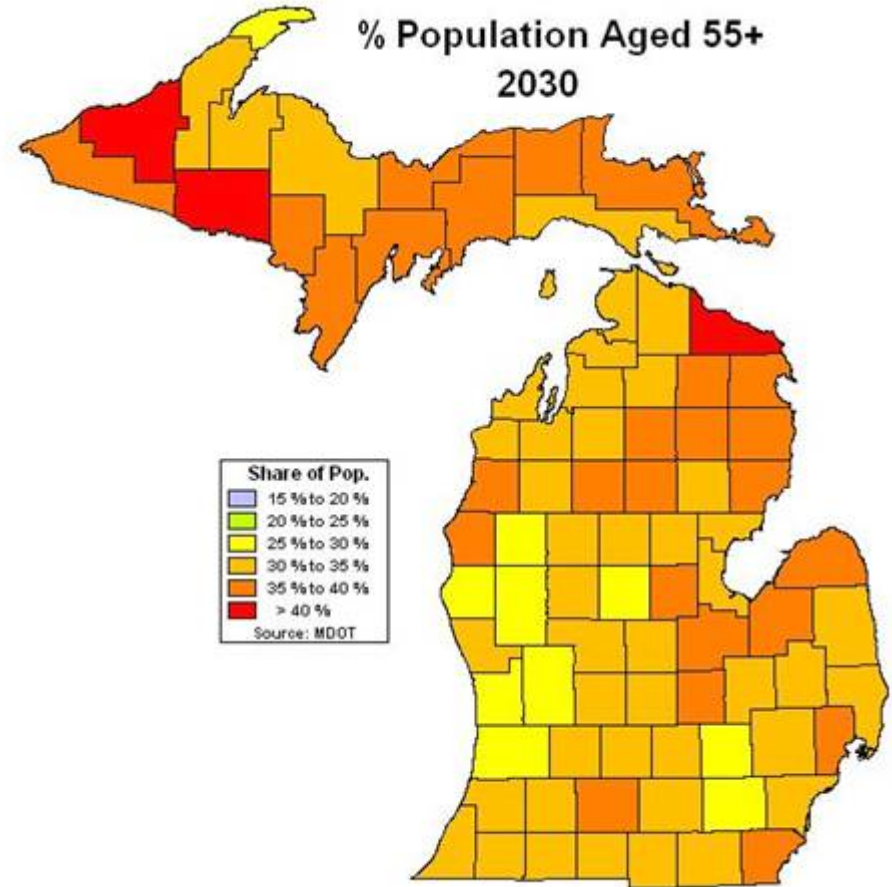 % Population Aged 55+
2030
Share of Pop.
15 % to 20 %
20 % to 25 %
25 % to 30 %
30 % to 35 %
35 % to 40 %
> 40 %
Source: MDOT